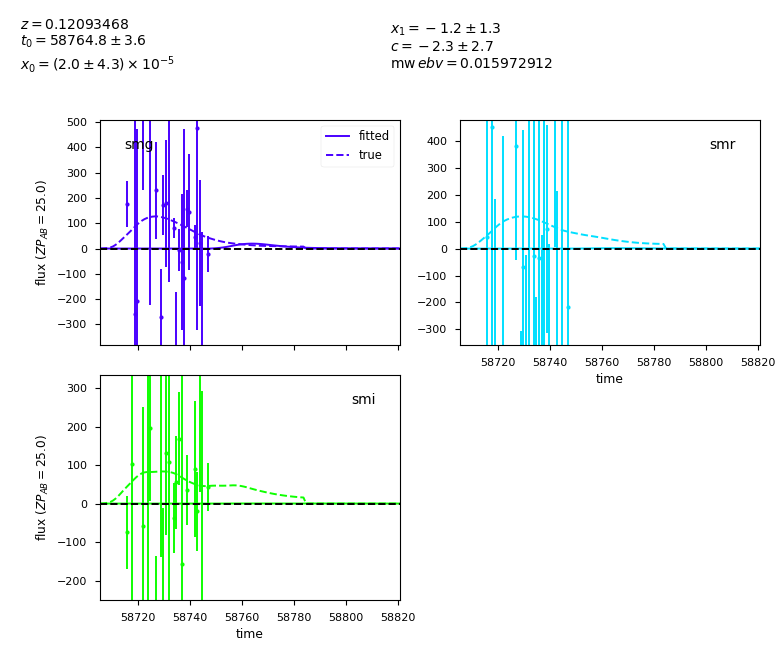 z = 0.12093468
t₀ = 58764.8 ± 3.6
x₀ = (2.0 ± 4.3) × 10⁻⁵
x₁ = −1.2 ± 1.3
c = −2.3 ± 2.7
mw ebv = 0.015972912
smg
fitted
true
flux (ZP_AB = 25.0)
500
400
300
200
100
0
−100
−200
−300
smr
400
300
200
100
0
−100
−200
−300
58720 58740 58760 58780 58800 58820
time
smi
flux (ZP_AB = 25.0)
300
200
100
0
−100
−200
58720 58740 58760 58780 58800 58820
time